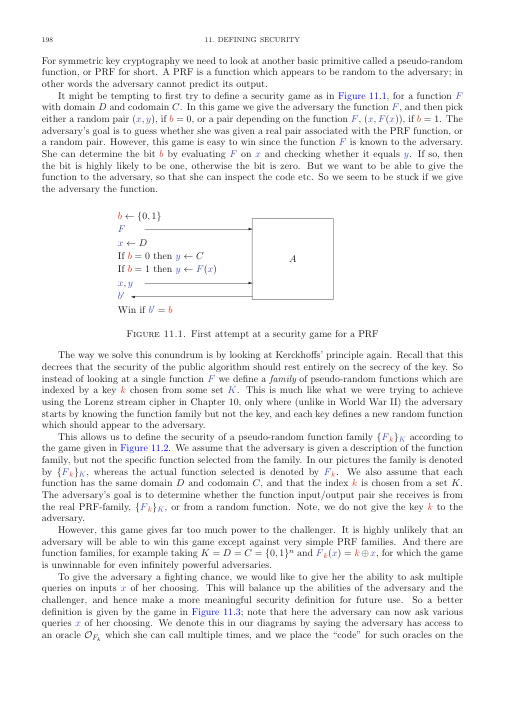 198 11. DEFINING SECURITY
For symmetric key cryptography we need to look at another basic primitive called a pseudo-random
function, or PRF for short. A PRF is a function which appears to be random to the adversary; in
other words the adversary cannot predict its output.
It might be tempting to first try to define a security game as in Figure 11.1, for a function F
with domain D and codomain C. In this game we give the adversary the function F, and then pick
either a random pair (x, y), if b = 0, or a pair depending on the function F, (x, F(x)), if b = 1. The
adversary's goal is to guess whether she was given a real pair associated with the PRF function, or
a random pair. However, this game is easy to win since the function F is known to the adversary.
She can determine the bit b by evaluating F on x and checking whether it equals y. If so, then
the bit is highly likely to be one, otherwise the bit is zero. But we want to be able to give the
function to the adversary, so that she can inspect the code etc. So we seem to be stuck if we give
the adversary the function.
b ← {0, 1}
F
x ← D
If b = 0 then y ← C
If b = 1 then y ← F(x)
x, y
b′
Win if b′ = b
A
FIGURE 11.1. First attempt at a security game for a PRF
The way we solve this conundrum is by looking at Kerckhoffs' principle again. Recall that this
decrees that the security of the public algorithm should rest entirely on the secrecy of the key. So
instead of looking at a single function F we define a family of pseudo-random functions which are
indexed by a key k chosen from some set K. This is much like what we were trying to achieve
using the Lorenz stream cipher in Chapter 10, only where (unlike in World War II) the adversary
starts by knowing the function family but not the key, and each key defines a new random function
which should appear to the adversary.
This allows us to define the security of a pseudo-random function family {Fₖ}_K according to
the game given in Figure 11.2. We assume that the adversary is given a description of the function
family, but not the specific function selected from the family. In our pictures the family is denoted
by {Fₖ}_K, whereas the actual function selected is denoted by Fₖ. We also assume that each
function has the same domain D and codomain C, and that the index k is chosen from a set K.
The adversary's goal is to determine whether the function input/output pair she receives is from
the real PRF-family, {Fₖ}_K, or from a random function. Note, we do not give the key k to the
adversary.
However, this game gives far too much power to the challenger. It is highly unlikely that an
adversary will be able to win this game except against very simple PRF families. And there are
function families, for example taking K = D = C = {0, 1}ⁿ and Fₖ(x) = k ⊕ x, for which the game
is unwinnable for even infinitely powerful adversaries.
To give the adversary a fighting chance, we would like to give her the ability to ask multiple
queries on inputs x of her choosing. This will balance up the abilities of the adversary and the
challenger, and hence make a more meaningful security definition for future use. So a better
definition is given by the game in Figure 11.3; note that here the adversary can now ask various
queries x of her choosing. We denote this in our diagrams by saying the adversary has access to
an oracle 𝒪_Fₖ which she can call multiple times, and we place the "code" for such oracles on the